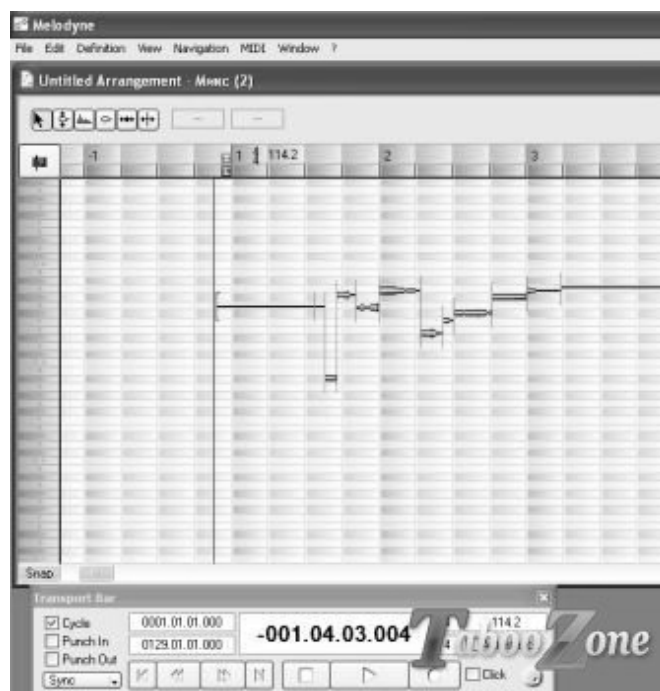 Melodyne
File Edit Definition View Navigation MIDI Window ?
Untitled Arrangement - Микс (2)
-1 1 4 114.2 2 3
Snap
Transport Bar
Cycle 0001.01.01.000 -001.04.03.004 114.2
Punch In 0129.01.01.000
Punch Out
Sync Click
Zone